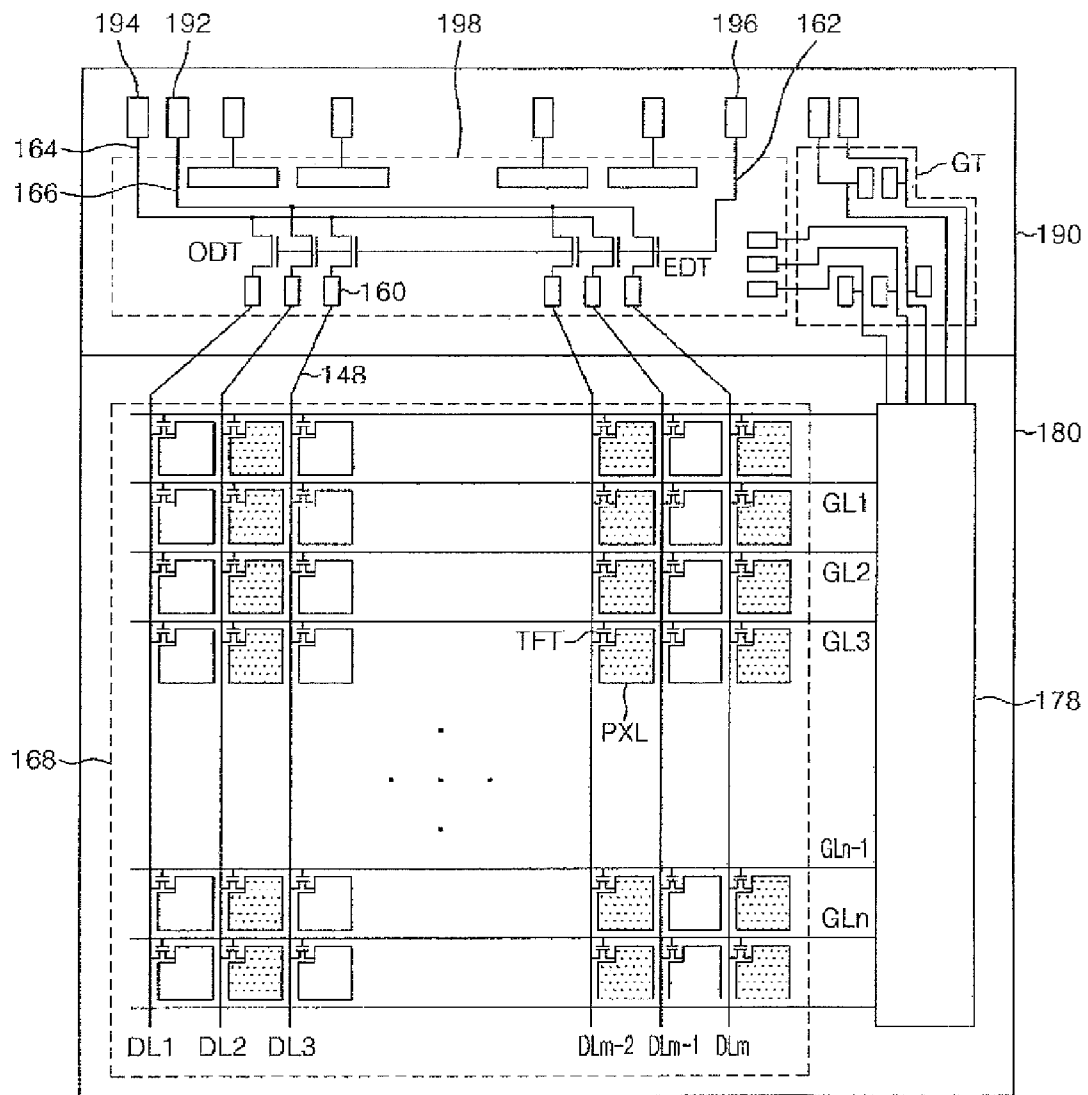 194 192 198 196 162
164
GT
166
190
ODT
EDT
160
148
180
GL1
GL2
TFT
GL3
178
PXL
168
GLn-1
GLn
DL1 DL2 DL3 DLm-2 DLm-1 DLm